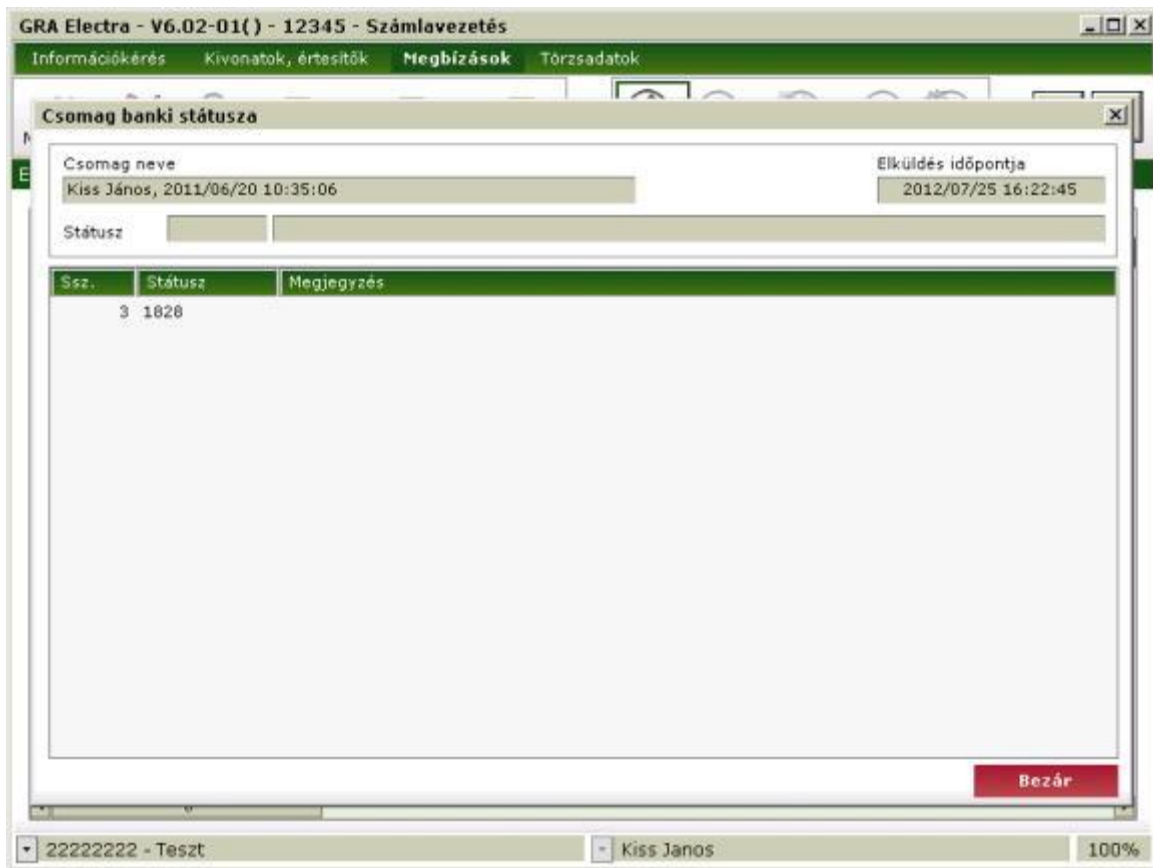 GRA Electra - V6.02-01( ) - 12345 - Számlavezetés
Információkérés Kivonatok, értesítők Megbízások Törzsadatok
Csomag banki státusza
Csomag neve Elküldés időpontja
Kiss János, 2011/06/20 10:35:06 2012/07/25 16:22:45
Státusz
Ssz. Státusz Megjegyzés
3 1828
Bezár
22222222 - Teszt Kiss Janos 100%